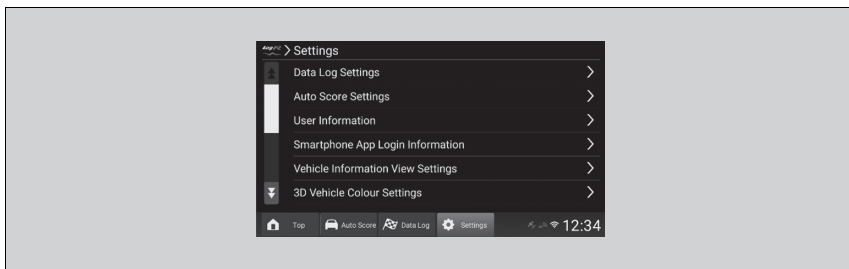 Settings
Data Log Settings
Auto Score Settings
User Information
Smartphone App Login Information
Vehicle Information View Settings
3D Vehicle Colour Settings
Top Auto Score Data Log Settings 12:34